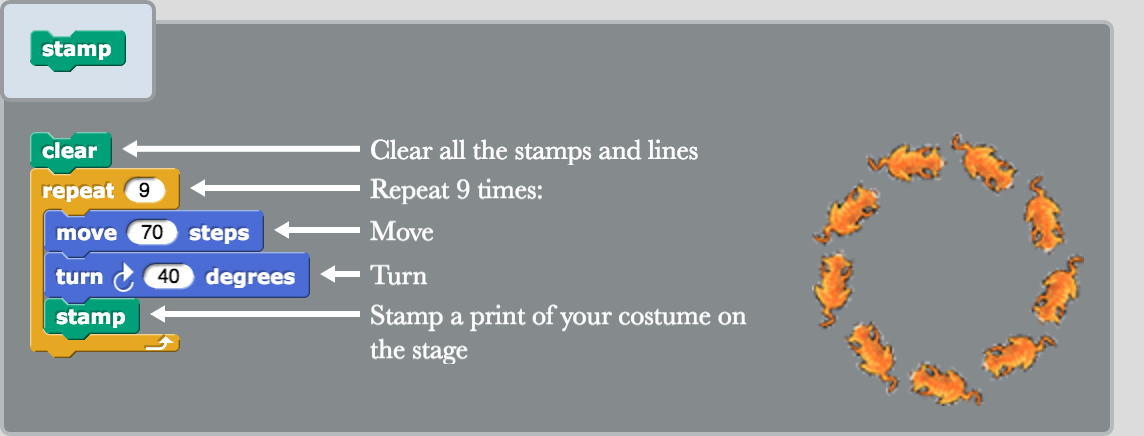 stamp
clear
Clear all the stamps and lines
repeat 9
Repeat 9 times:
move 70 steps
Move
turn 40 degrees
Turn
stamp
Stamp a print of your costume on
the stage